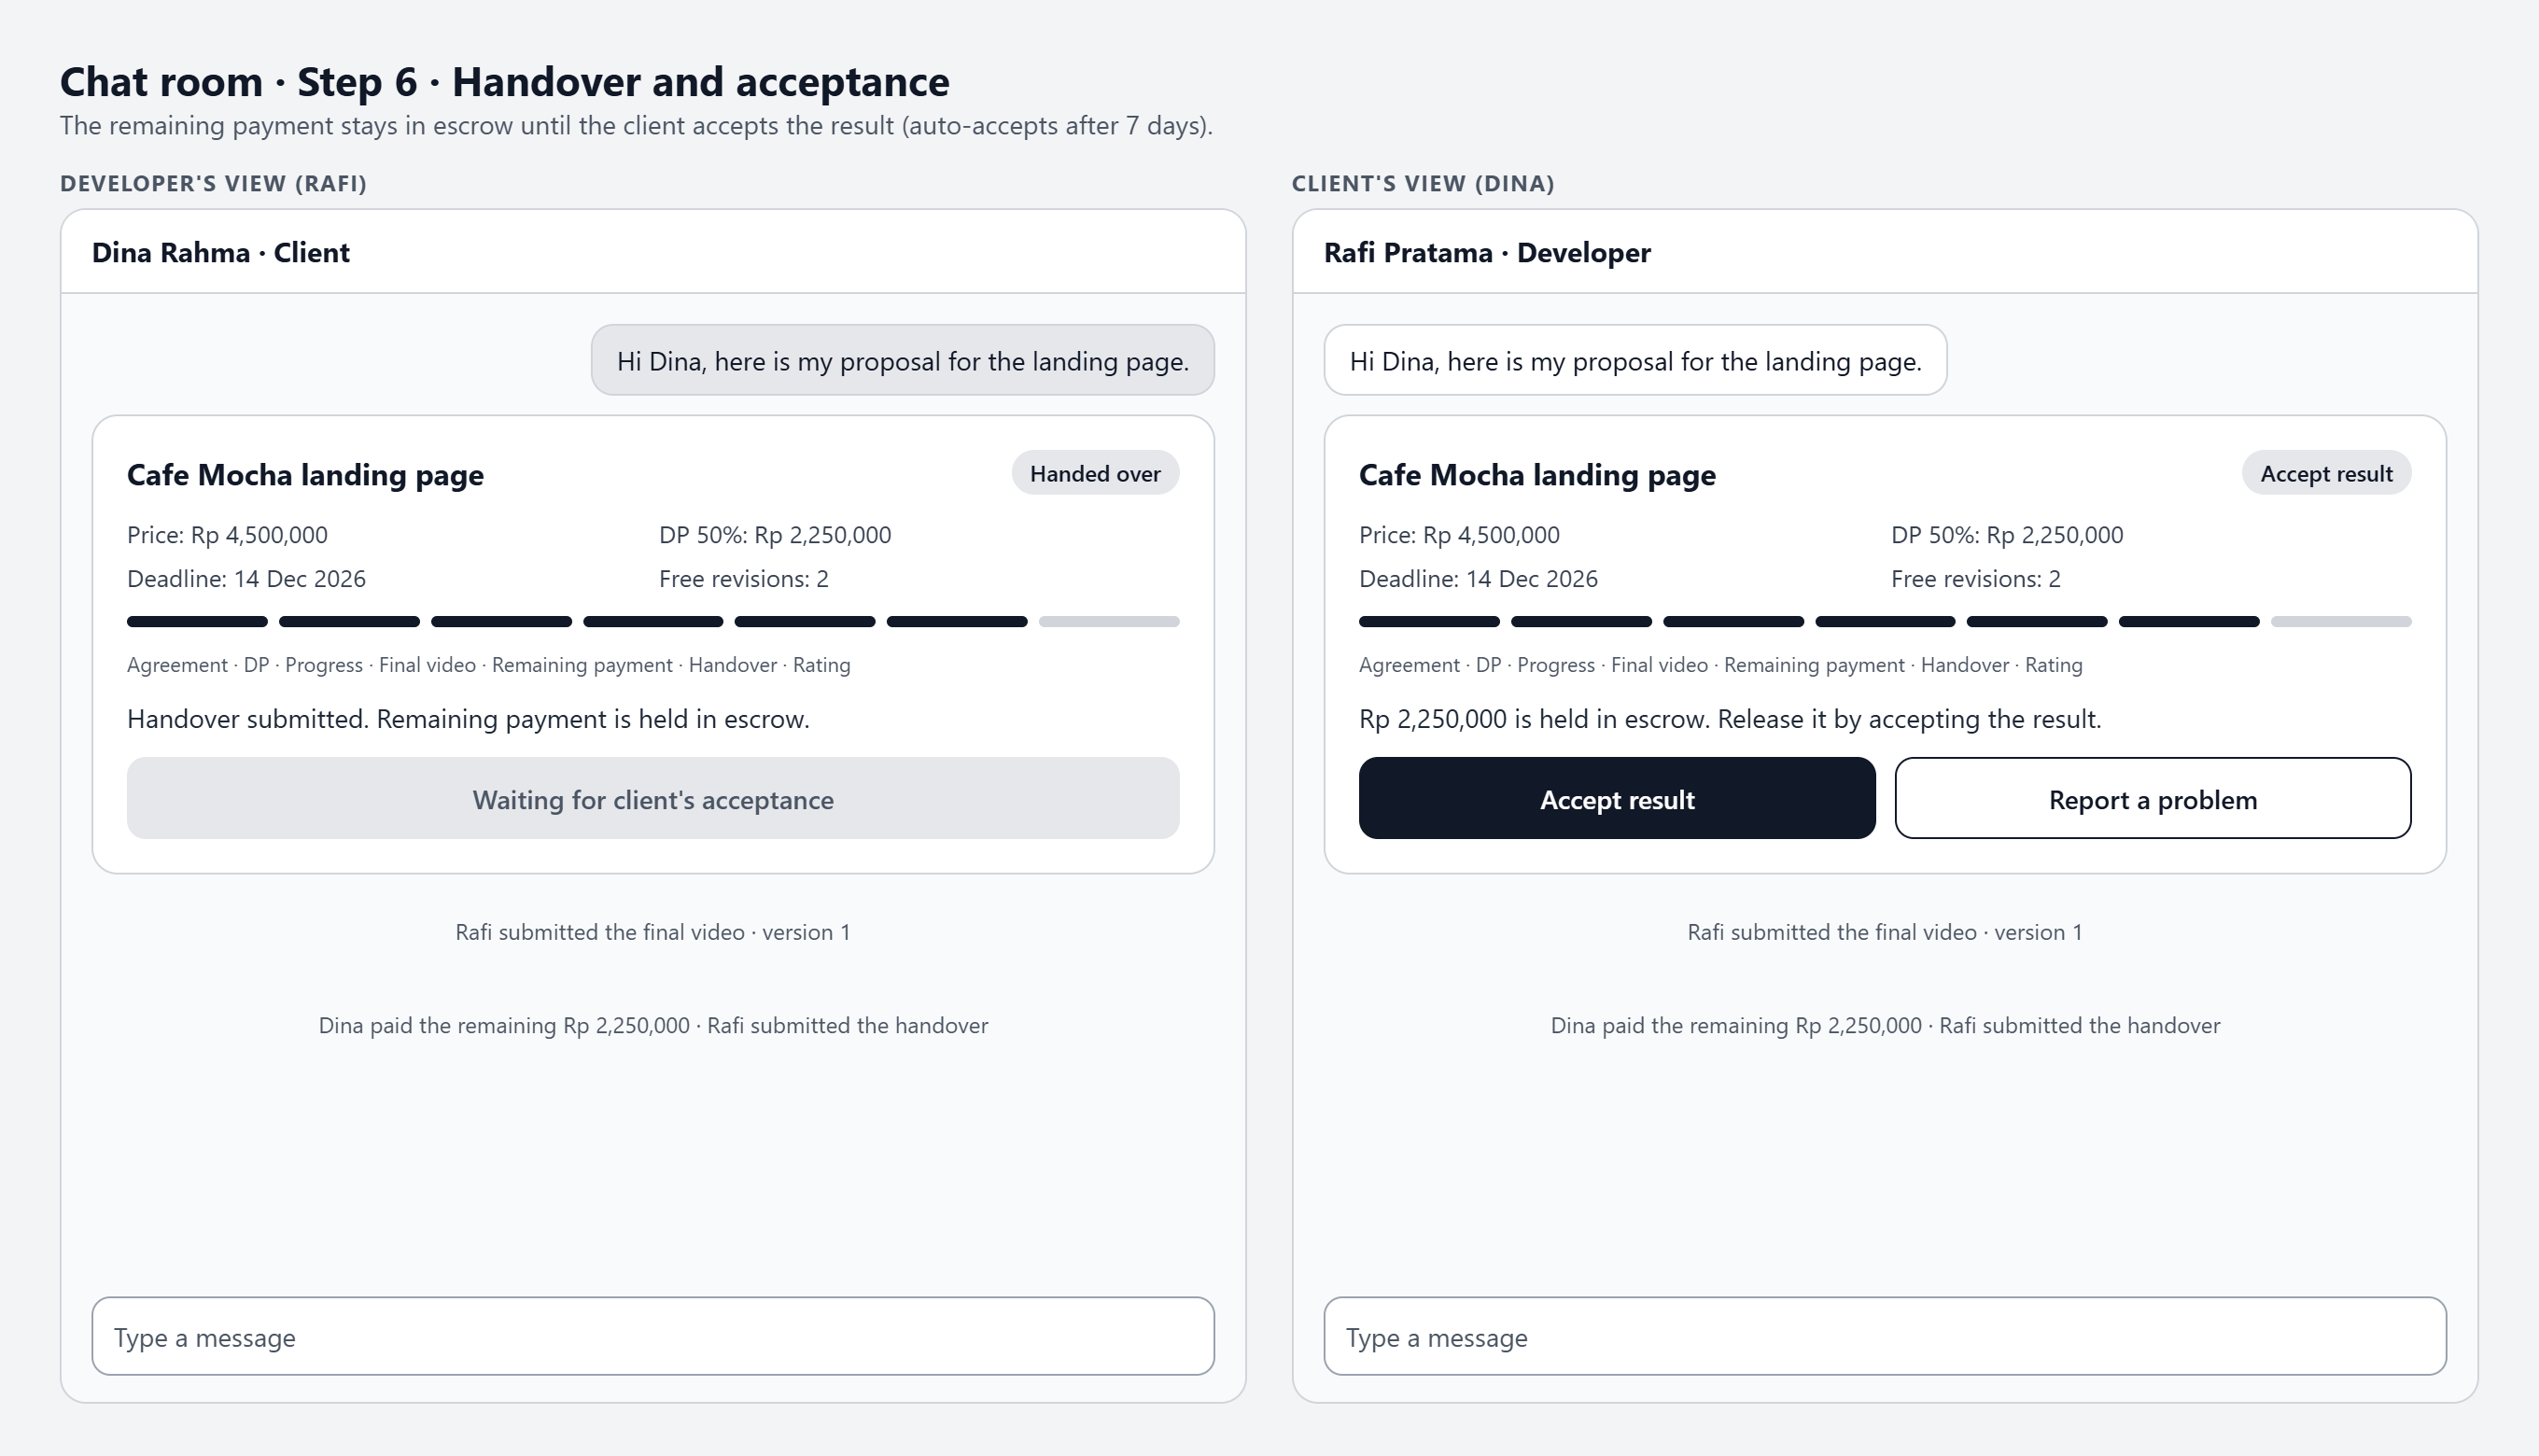 Chat room · Step 6 · Handover and acceptance
The remaining payment stays in escrow until the client accepts the result (auto-accepts after 7 days).
DEVELOPER'S VIEW (RAFI)
Dina Rahma · Client
Hi Dina, here is my proposal for the landing page.
Cafe Mocha landing page
Handed over
Price: Rp 4,500,000
DP 50%: Rp 2,250,000
Deadline: 14 Dec 2026
Free revisions: 2
Agreement · DP · Progress · Final video · Remaining payment · Handover · Rating
Handover submitted. Remaining payment is held in escrow.
Waiting for client's acceptance
Rafi submitted the final video · version 1
Dina paid the remaining Rp 2,250,000 · Rafi submitted the handover
Type a message
CLIENT'S VIEW (DINA)
Rafi Pratama · Developer
Hi Dina, here is my proposal for the landing page.
Cafe Mocha landing page
Accept result
Price: Rp 4,500,000
DP 50%: Rp 2,250,000
Deadline: 14 Dec 2026
Free revisions: 2
Agreement · DP · Progress · Final video · Remaining payment · Handover · Rating
Rp 2,250,000 is held in escrow. Release it by accepting the result.
Accept result
Report a problem
Rafi submitted the final video · version 1
Dina paid the remaining Rp 2,250,000 · Rafi submitted the handover
Type a message